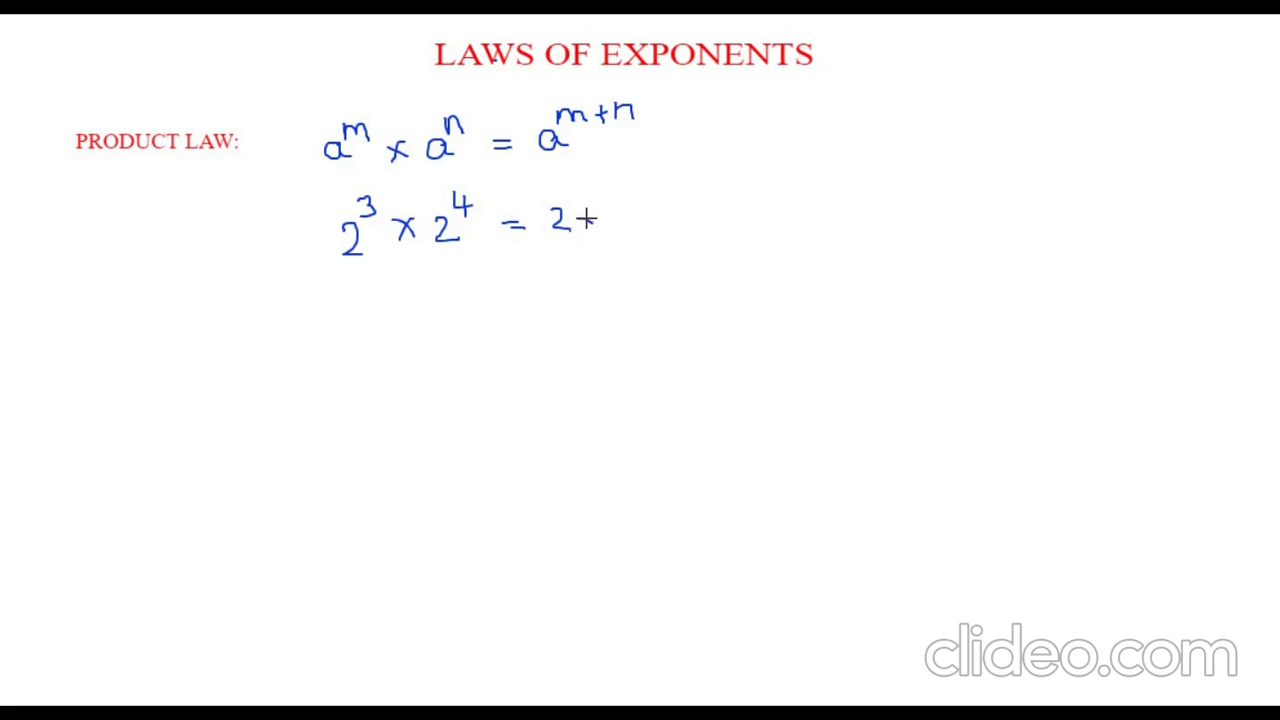 LAWS OF EXPONENTS
PRODUCT LAW: a^m × a^n = a^{m+n}
2^3 × 2^4 = 2
clideo.com